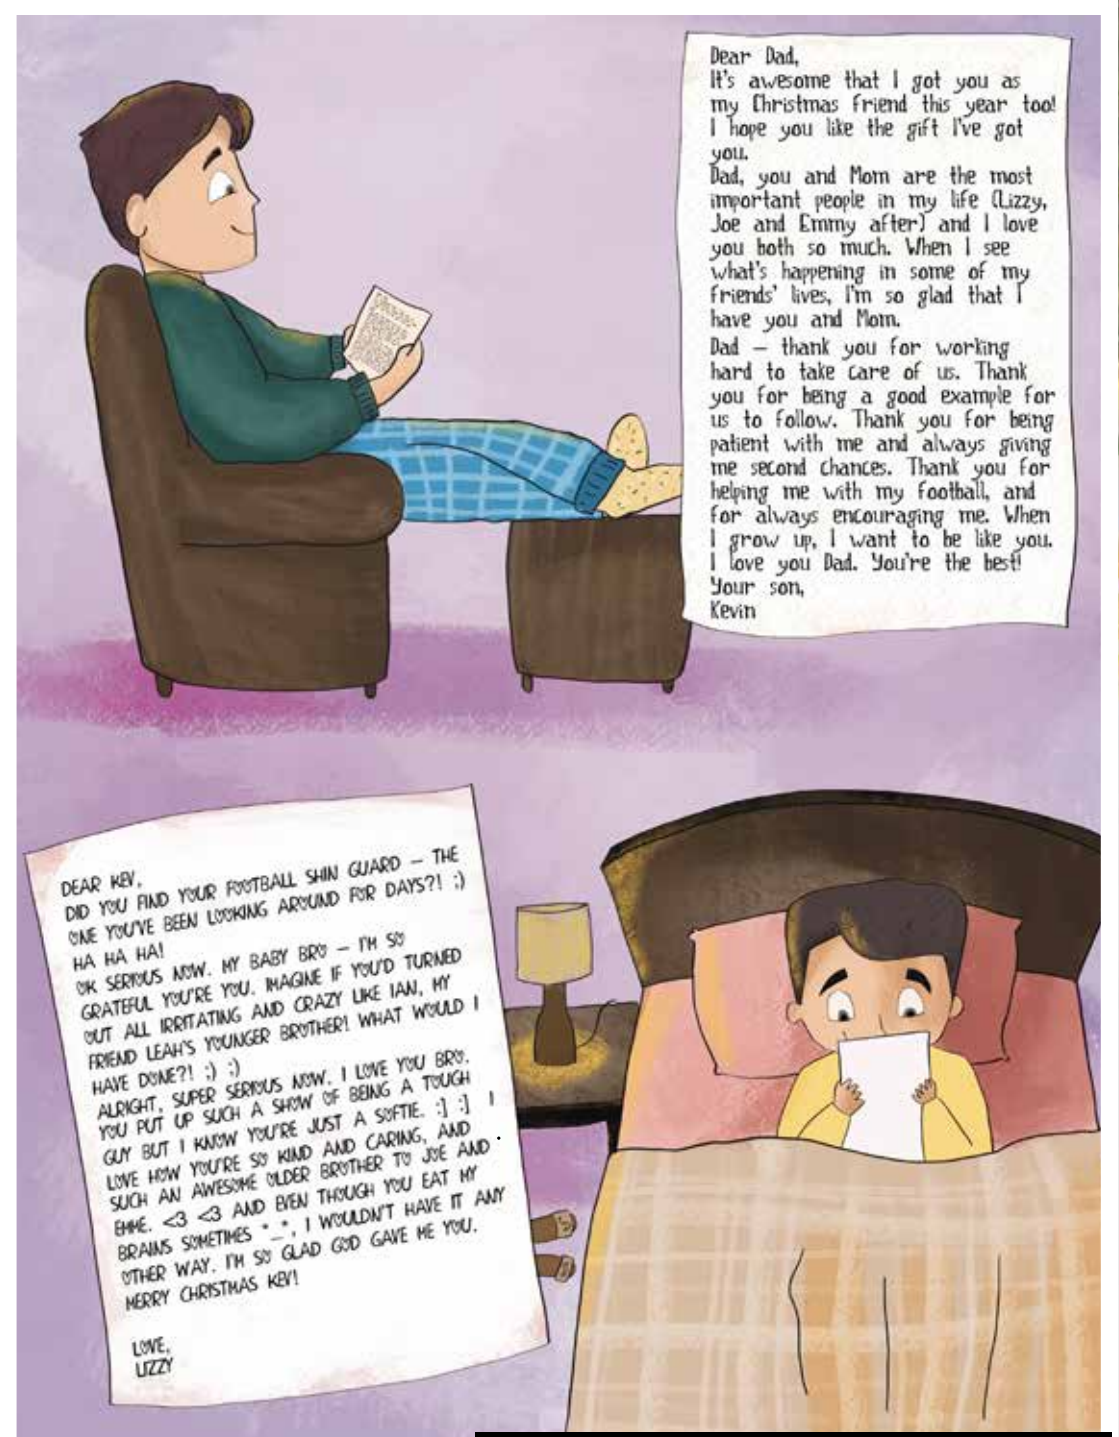 Dear Dad,
It's awesome that I got you as
my Christmas friend this year too!
I hope you like the gift I've got
you.
Dad, you and Mom are the most
important people in my life (Lizzy,
Joe and Emmy after) and I love
you both so much. When I see
what's happening in some of my
friends' lives, I'm so glad that I
have you and Mom.
Dad – thank you for working
hard to take care of us. Thank
you for being a good example for
us to follow. Thank you for being
patient with me and always giving
me second chances. Thank you for
helping me with my football, and
for always encouraging me. When
I grow up, I want to be like you.
I love you Dad. You're the best!
Your son,
Kevin
DEAR KEV,
DID YOU FIND YOUR FOOTBALL SHIN GUARD – THE
ONE YOU'VE BEEN LOOKING AROUND FOR DAYS?! ;)
HA HA HA!
OK SERIOUS NOW. MY BABY BRO – I'M SO
GRATEFUL YOU'RE YOU. IMAGINE IF YOU'D TURNED
OUT ALL IRRITATING AND CRAZY LIKE IAN, MY
FRIEND LEAH'S YOUNGER BROTHER! WHAT WOULD I
HAVE DONE?! ;) ;)
ALRIGHT, SUPER SERIOUS NOW. I LOVE YOU BRO.
YOU PUT UP SUCH A SHOW OF BEING A TOUGH
GUY BUT I KNOW YOU'RE JUST A SOFTIE. :] :] I
LOVE HOW YOU'RE SO KIND AND CARING, AND
SUCH AN AWESOME OLDER BROTHER TO JOE AND
EMME. <3 <3 AND EVEN THOUGH YOU EAT MY
BRAINS SOMETIMES *_*, I WOULDN'T HAVE IT ANY
OTHER WAY. I'M SO GLAD GOD GAVE ME YOU.
MERRY CHRISTMAS KEV!
LOVE,
LIZZY